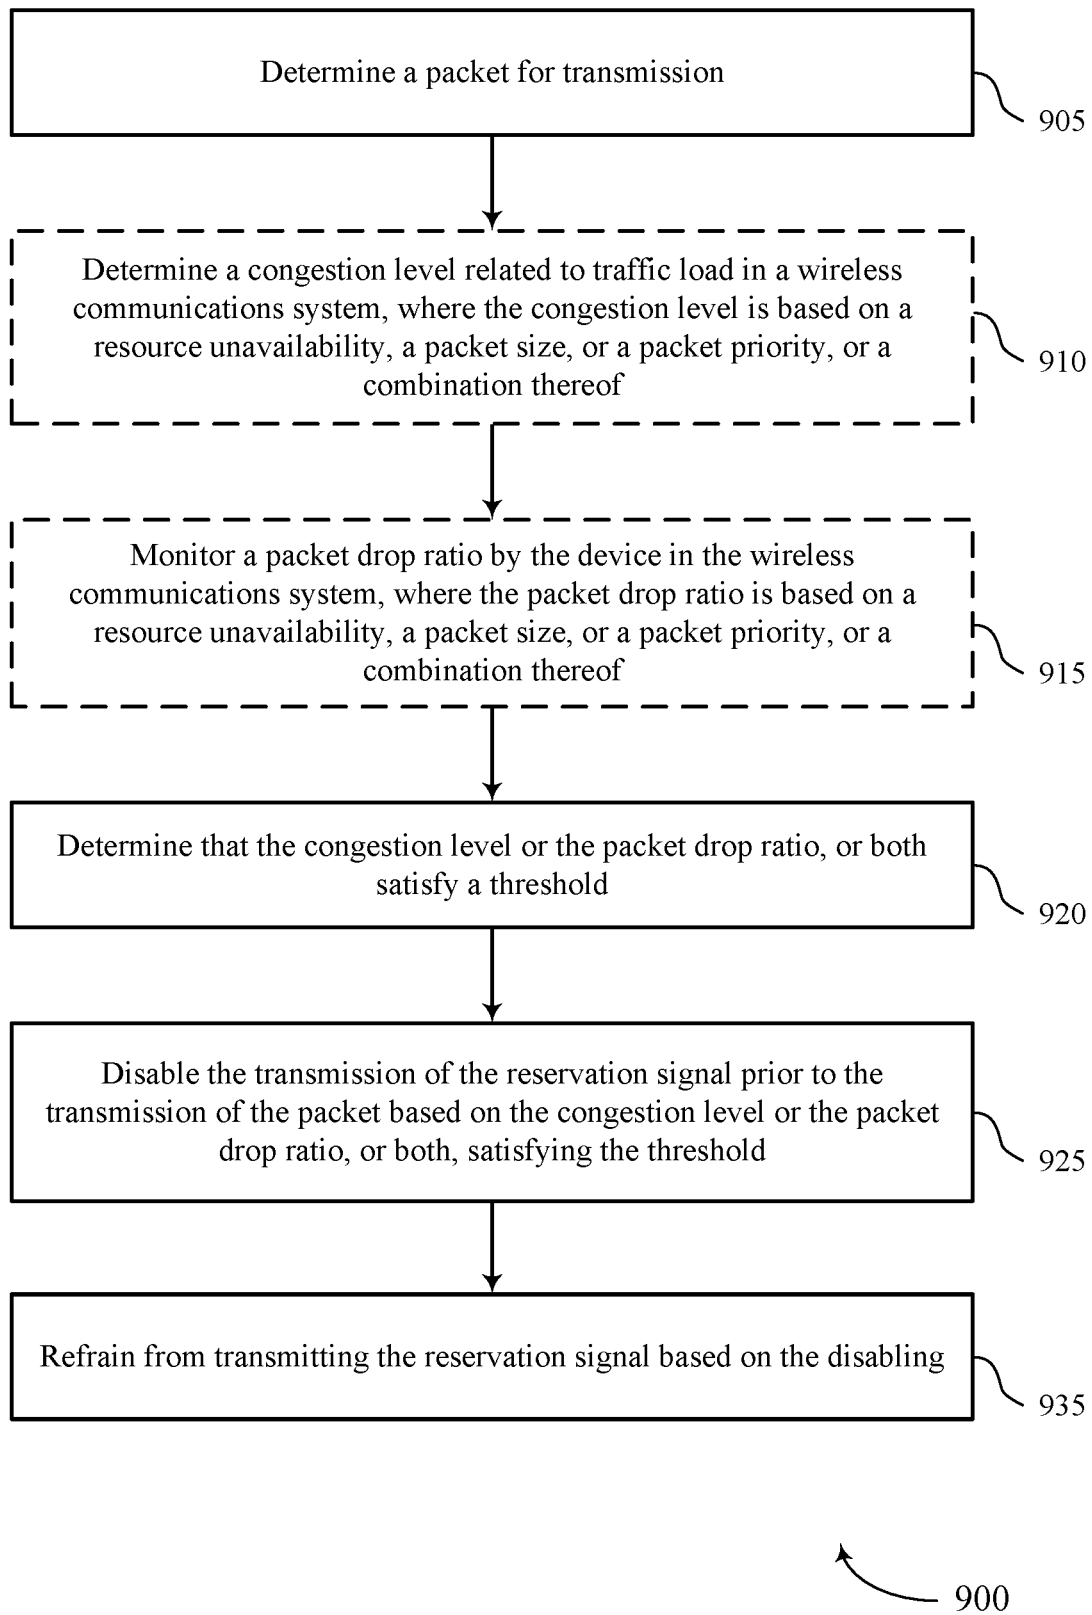 Determine a packet for transmission
905
Determine a congestion level related to traffic load in a wireless
communications system, where the congestion level is based on a
resource unavailability, a packet size, or a packet priority, or a
combination thereof
910
Monitor a packet drop ratio by the device in the wireless
communications system, where the packet drop ratio is based on a
resource unavailability, a packet size, or a packet priority, or a
combination thereof
915
Determine that the congestion level or the packet drop ratio, or both
satisfy a threshold
920
Disable the transmission of the reservation signal prior to the
transmission of the packet based on the congestion level or the packet
drop ratio, or both, satisfying the threshold
925
Refrain from transmitting the reservation signal based on the disabling
935
900